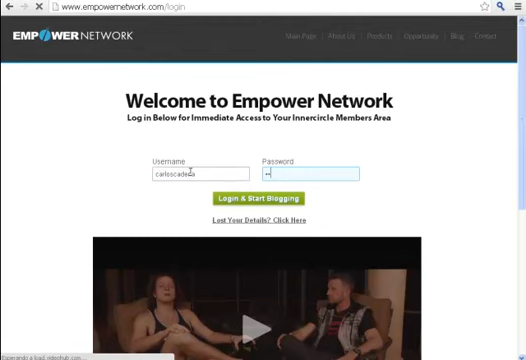 www.empowernetwork.com/login
EMPOWER NETWORK
Main Page About Us Products Opportunity Blog Contact
Welcome to Empower Network
Log in Below for Immediate Access to Your Innercircle Members Area
Username Password
Login & Start Blogging
Lost Your Details? Click Here